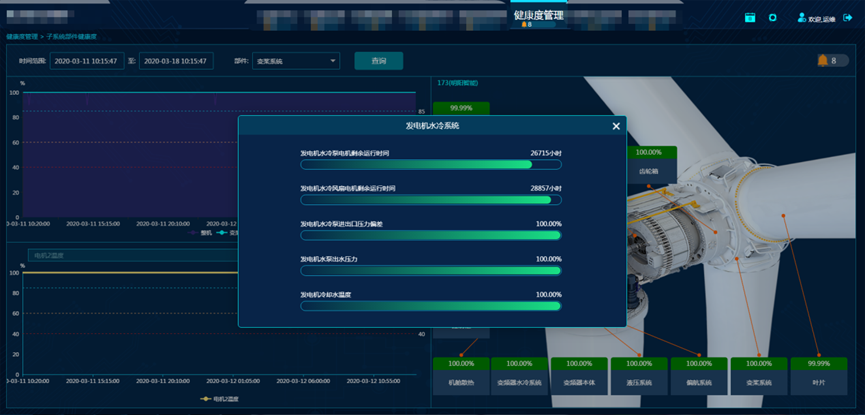 健康度管理
8
欢迎,运维
健康度管理 > 子系统部件健康度
时间范围: 2020-03-11 10:15:47 至: 2020-03-18 10:15:47 部件: 变桨系统 查询
8
%
100
80
60
40
20
0
85
0-03-11 10:20:00 2020-03-11 15:15:00 2020-03-11 20:10:00 2020-03-12
整机
电机2温度
%
100
80
60
40
20
0
40
0-03-11 10:20:00 2020-03-11 15:15:00 2020-03-11 20:10:00 2020-03-12 01:05:00 2020-03-12 06:00:00 2020-03-12 10:55:00
电机2温度
发电机水冷系统
发电机水冷泵电机剩余运行时间 26715小时
发电机水冷风扇电机剩余运行时间 28857小时
发电机水冷泵进出口压力偏差 100.00%
发电机水泵出水压力 100.00%
发电机冷却水温度 100.00%
99.99%
100.00%
齿轮箱
100.00% 100.00% 100.00% 100.00% 100.00% 100.00% 99.99%
机舱散热 变频器水冷系统 变频器本体 液压系统 偏航系统 变桨系统 叶片